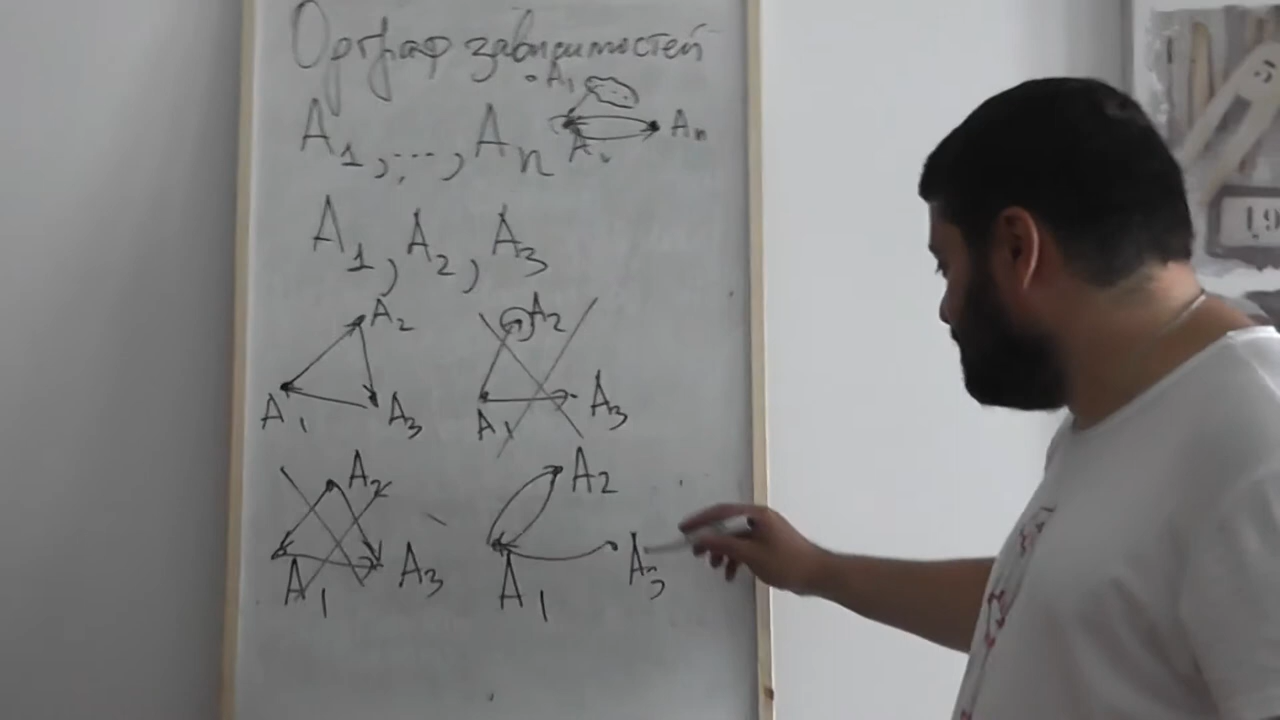 Орграф зависимостей
A₁
A₁, ..., Aₙ
Aₙ
A₁, A₂, A₃
A₂ A₂
A₁ A₃ A₁ A₃
A₂ A₂
A₁ A₃ A₁ A₃